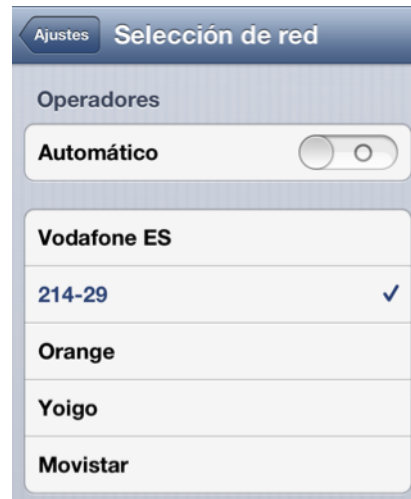 Ajustes
Selección de red
Operadores
Automático
Vodafone ES
214-29
Orange
Yoigo
Movistar